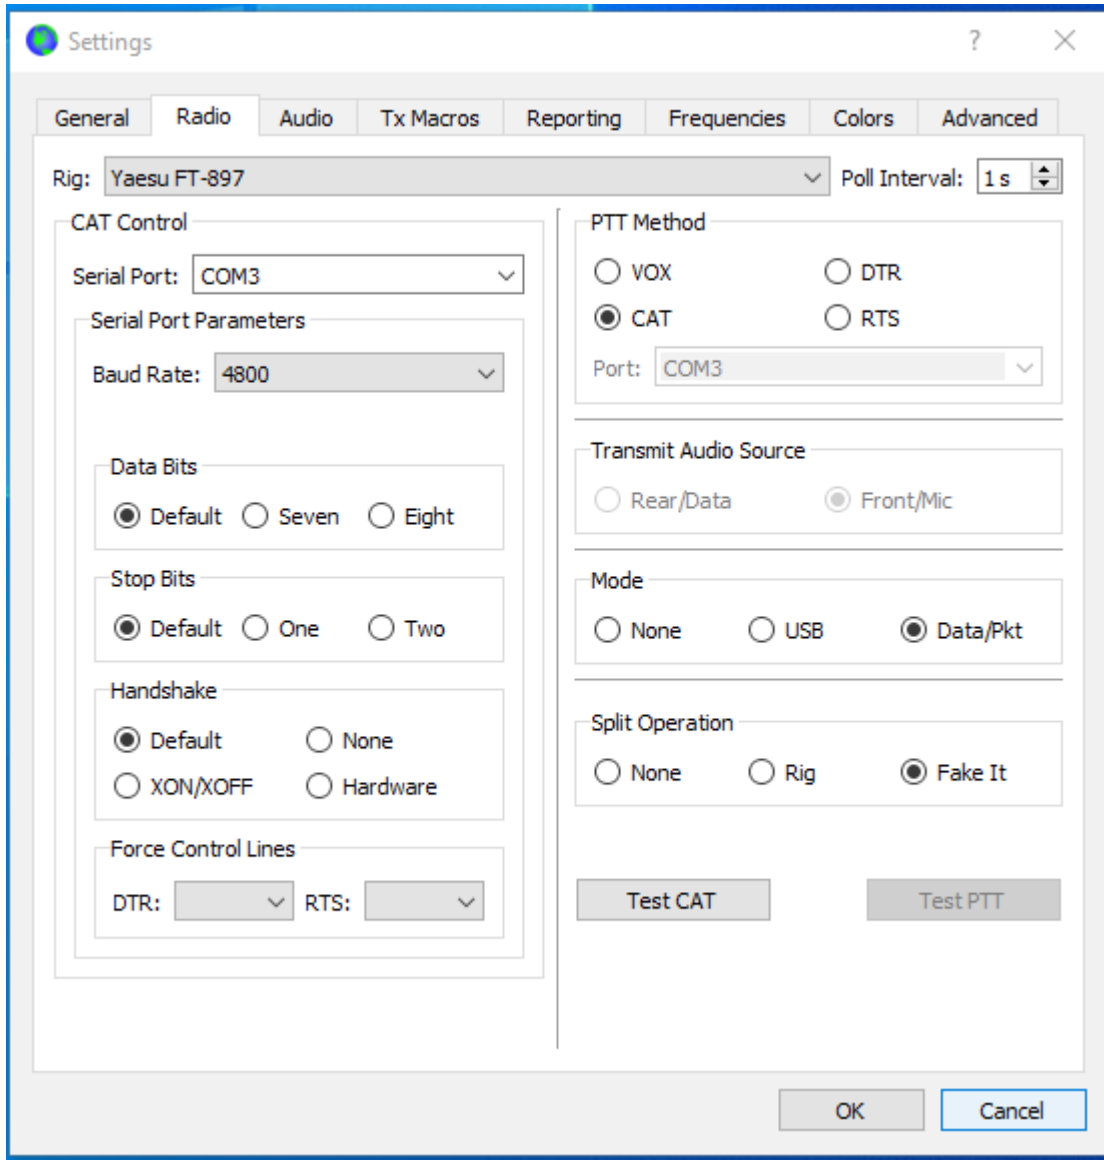 Settings
General Radio Audio Tx Macros Reporting Frequencies Colors Advanced
Rig: Yaesu FT-897 Poll Interval: 1 s
CAT Control
Serial Port: COM3
Serial Port Parameters
Baud Rate: 4800
Data Bits
Default Seven Eight
Stop Bits
Default One Two
Handshake
Default None
XON/XOFF Hardware
Force Control Lines
DTR: RTS:
PTT Method
VOX DTR
CAT RTS
Port: COM3
Transmit Audio Source
Rear/Data Front/Mic
Mode
None USB Data/Pkt
Split Operation
None Rig Fake It
Test CAT Test PTT
OK Cancel